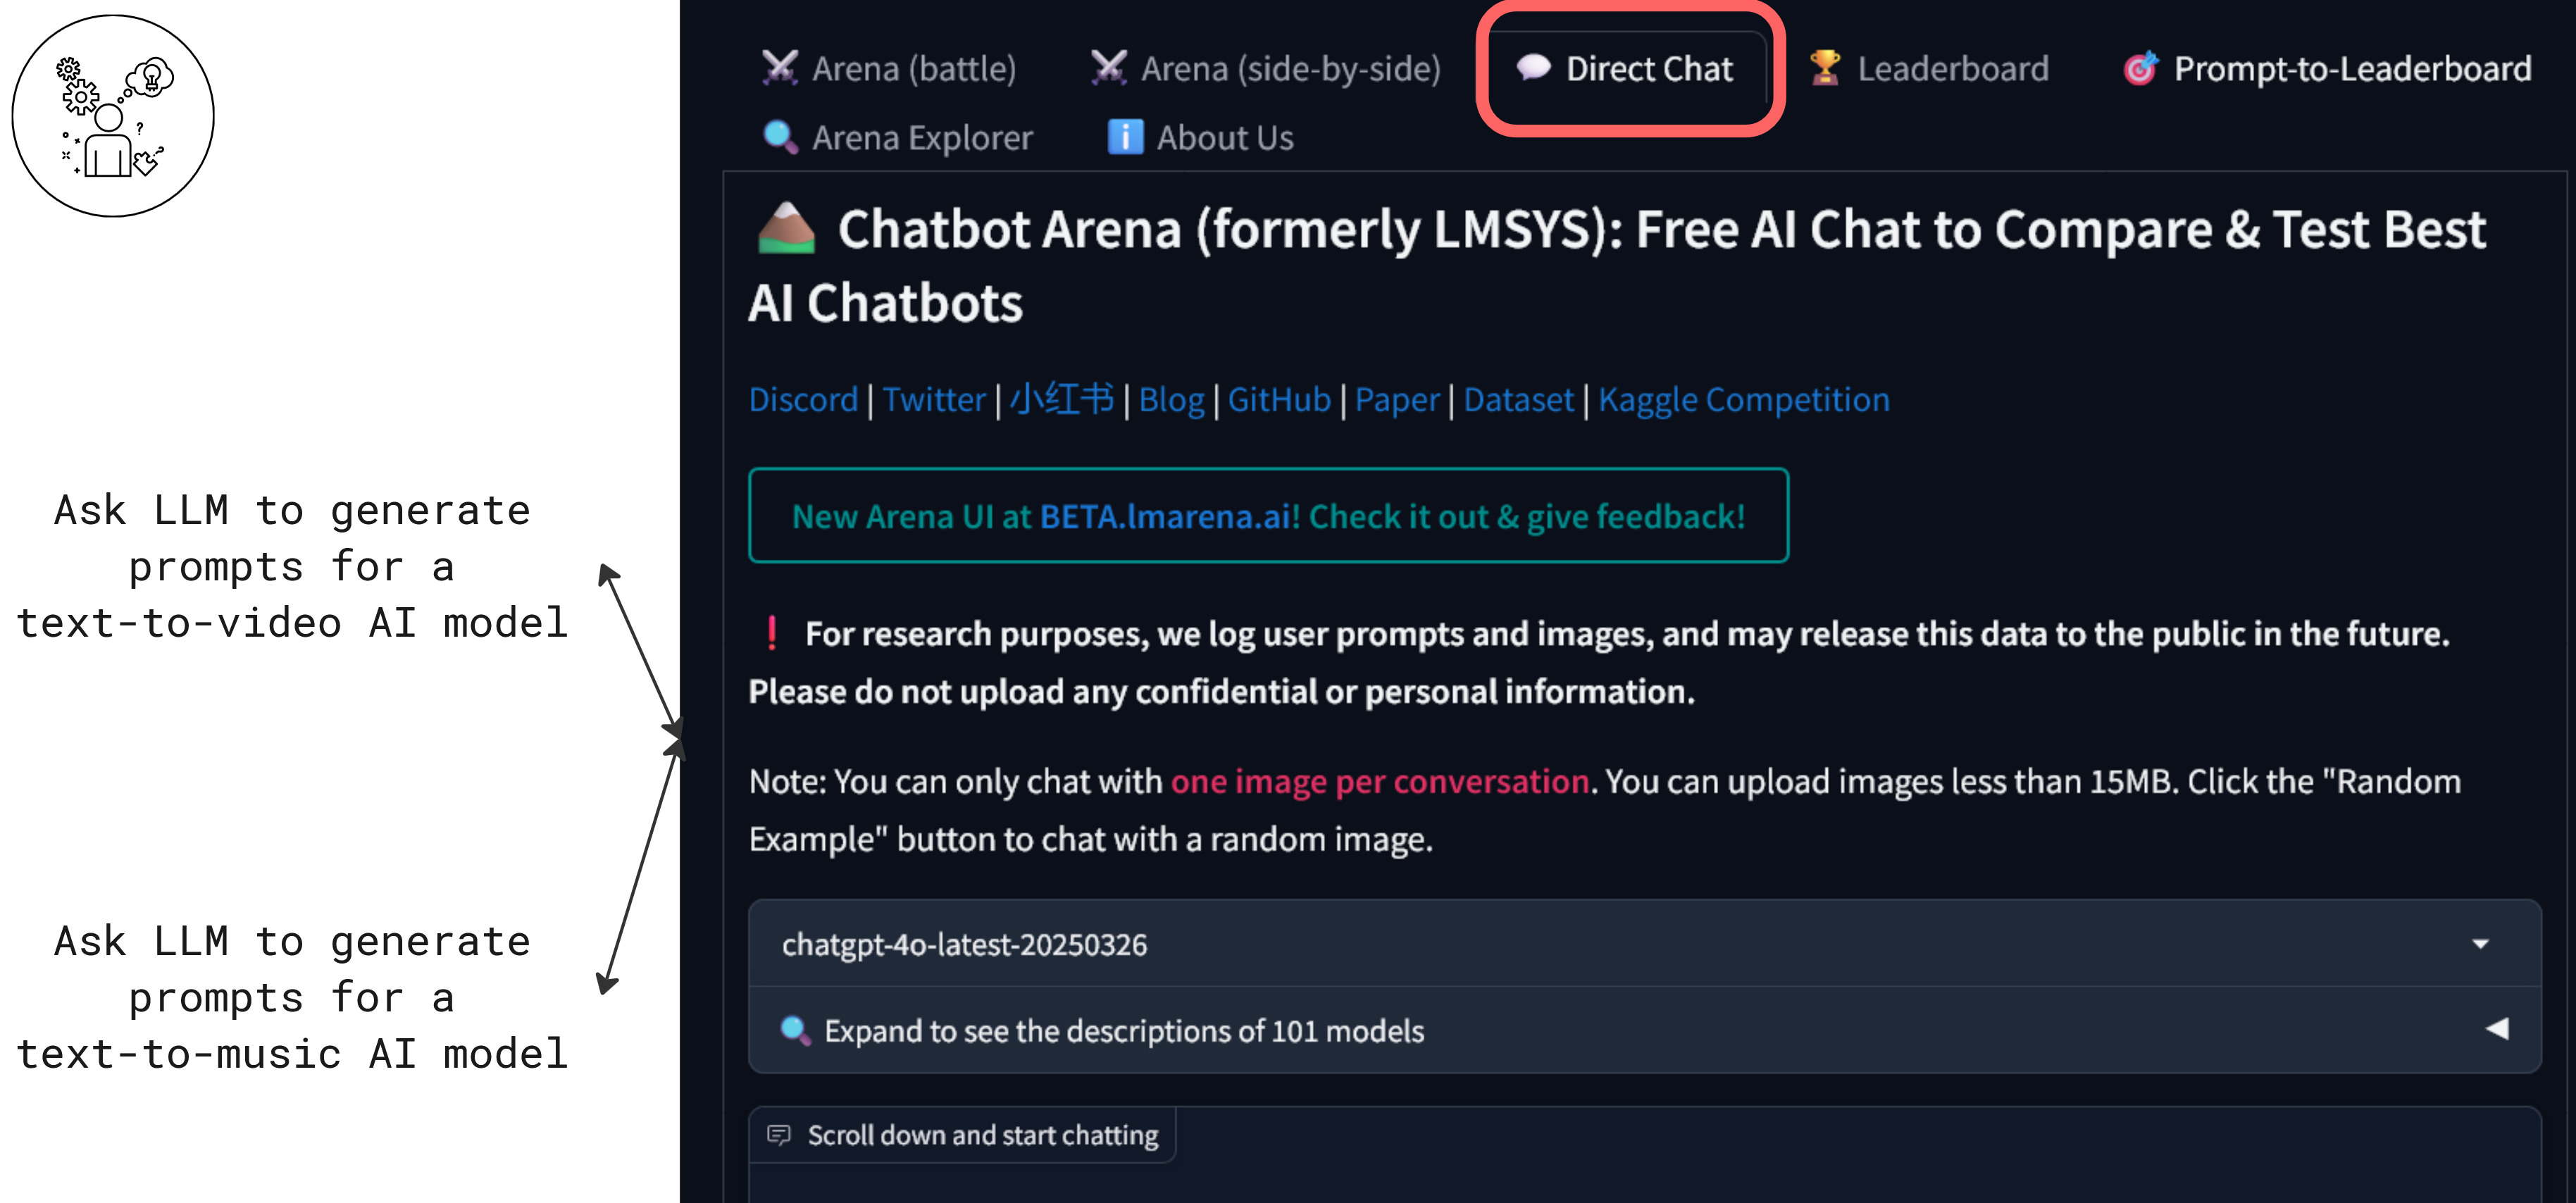 Ask LLM to generate
prompts for a
text-to-video AI model
Ask LLM to generate
prompts for a
text-to-music AI model
Arena (battle)
Arena (side-by-side)
Direct Chat
Leaderboard
Prompt-to-Leaderboard
Arena Explorer
About Us
Chatbot Arena (formerly LMSYS): Free AI Chat to Compare & Test Best
AI Chatbots
Discord | Twitter | 小红书 | Blog | GitHub | Paper | Dataset | Kaggle Competition
New Arena UI at BETA.lmarena.ai! Check it out & give feedback!
❗ For research purposes, we log user prompts and images, and may release this data to the public in the future.
Please do not upload any confidential or personal information.
Note: You can only chat with one image per conversation. You can upload images less than 15MB. Click the "Random
Example" button to chat with a random image.
chatgpt-4o-latest-20250326
Expand to see the descriptions of 101 models
Scroll down and start chatting